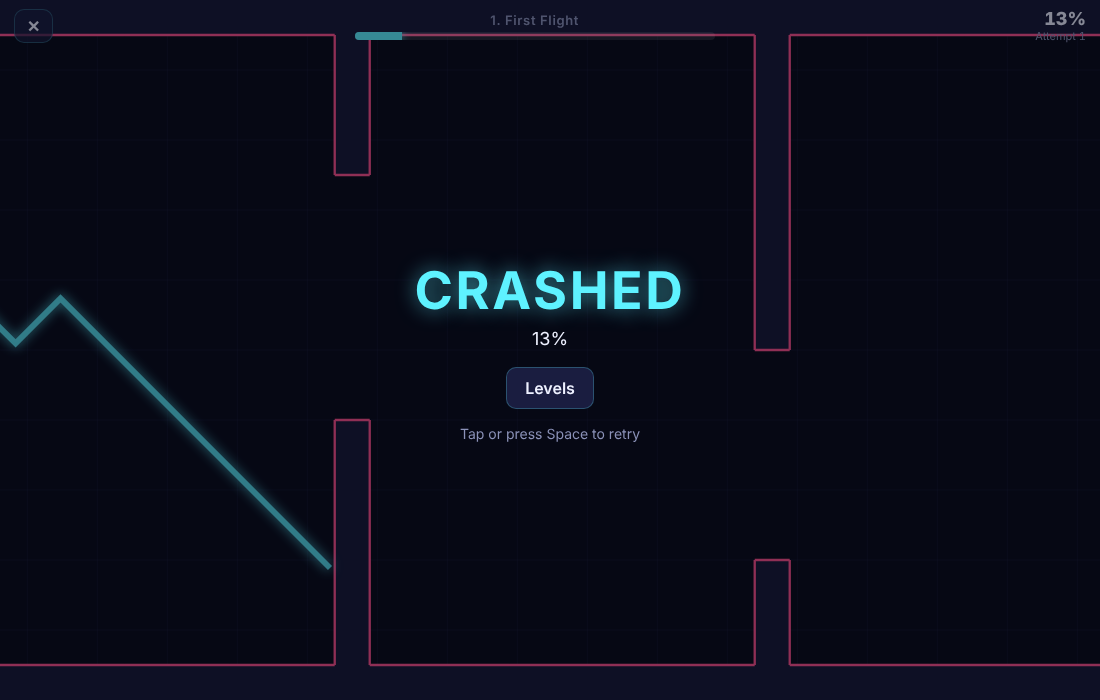 ×
1. First Flight
13%
Attempt 1
CRASHED
13%
Levels
Tap or press Space to retry